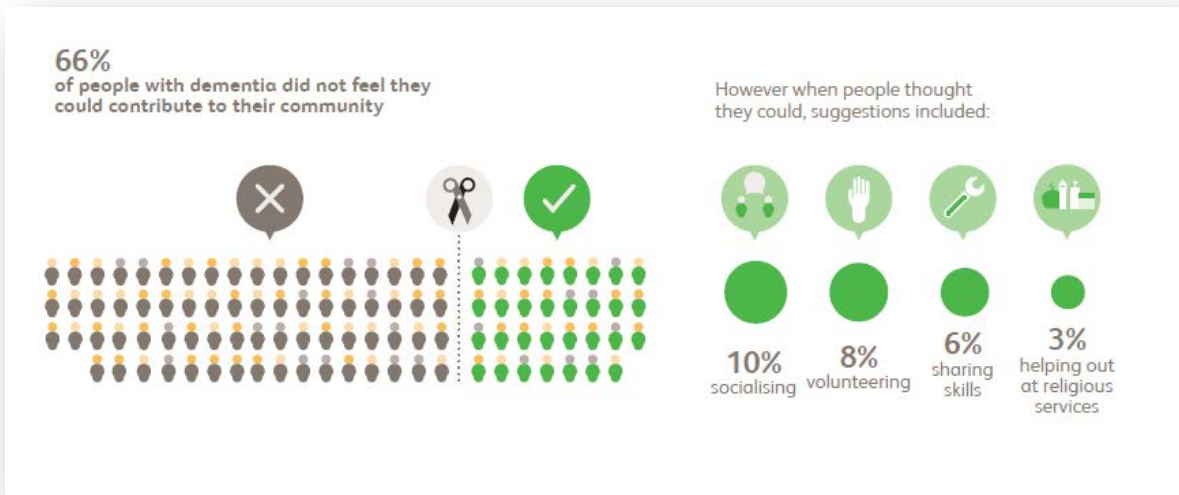 66%
of people with dementia did not feel they
could contribute to their community
However when people thought
they could, suggestions included:
10%
socialising
8%
volunteering
6%
sharing
skills
3%
helping out
at religious
services